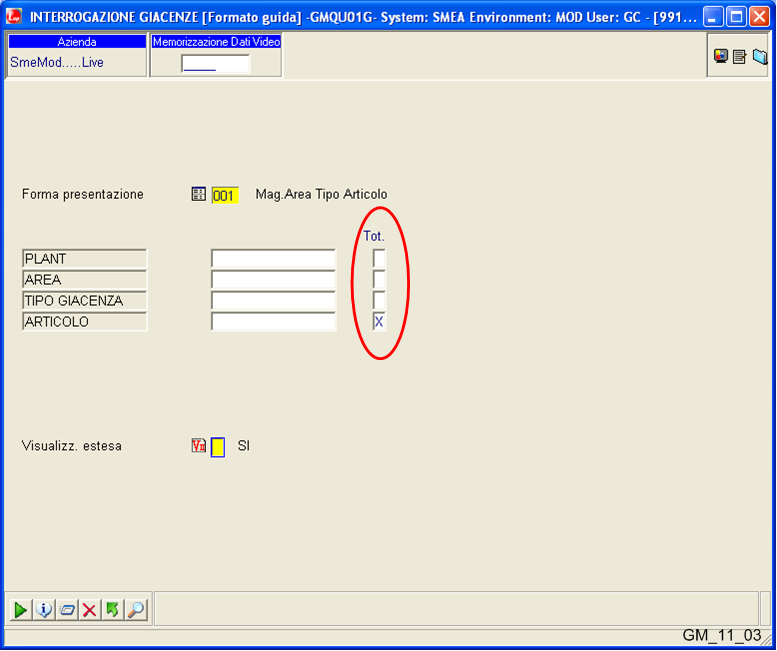 INTERROGAZIONE GIACENZE [Formato guida] -GMQU01G- System: SMEA Environment: MOD User: GC - [991...
Azienda
Memorizzazione Dati Video
SmeMod.....Live
Forma presentazione 001 Mag.Area Tipo Articolo
Tot.
PLANT
AREA
TIPO GIACENZA
ARTICOLO X
Visualizz. estesa SI
GM_11_03